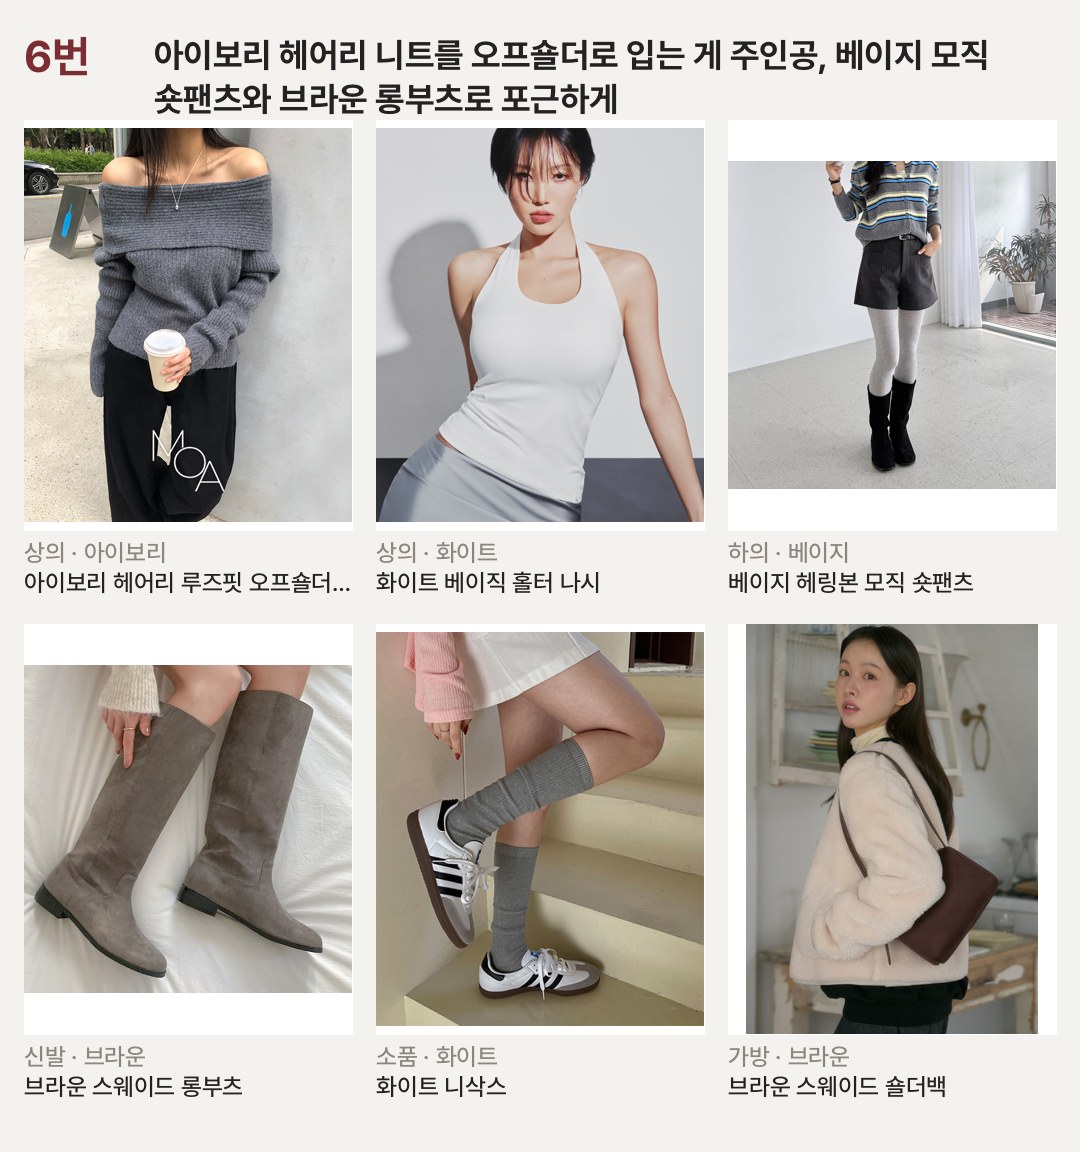 6번
아이보리 헤어리 니트를 오프숄더로 입는 게 주인공, 베이지 모직
숏팬츠와 브라운 롱부츠로 포근하게
MOA
상의 · 아이보리
아이보리 헤어리 루즈핏 오프숄더...
상의 · 화이트
화이트 베이직 홀터 나시
하의 · 베이지
베이지 헤링본 모직 숏팬츠
신발 · 브라운
브라운 스웨이드 롱부츠
소품 · 화이트
화이트 니삭스
가방 · 브라운
브라운 스웨이드 숄더백